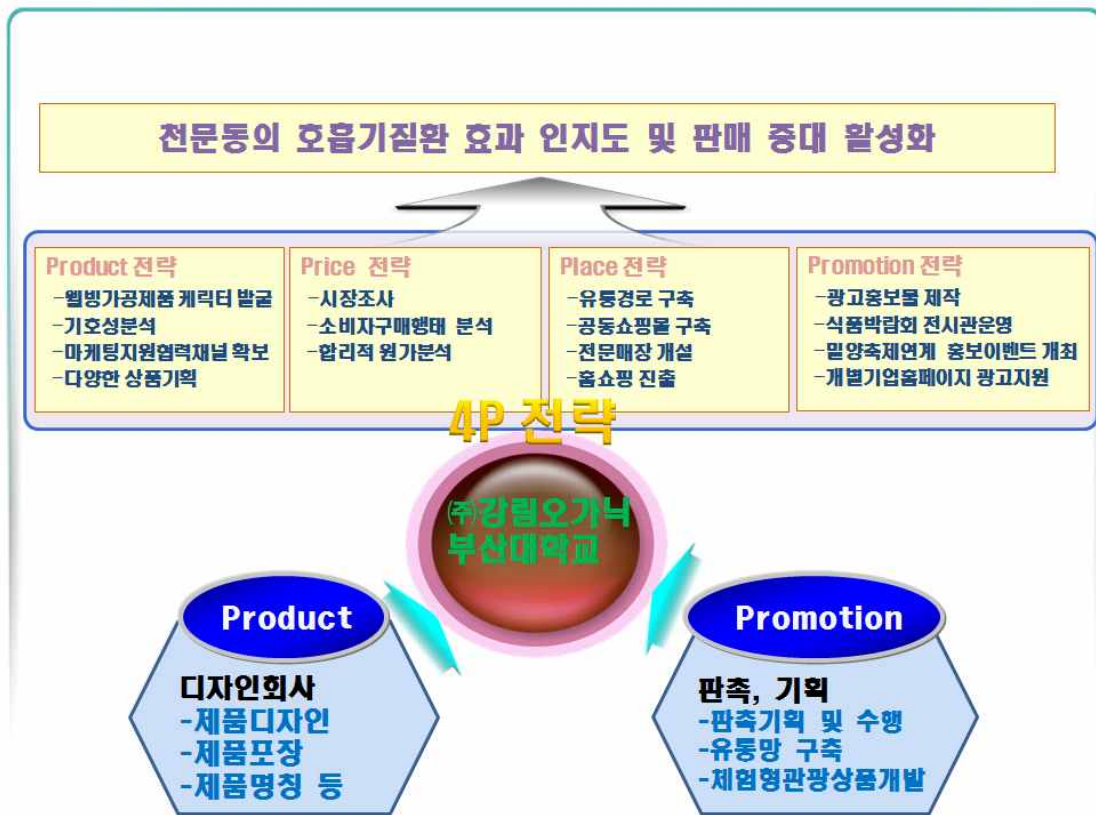 천문동의 호흡기질환 효과 인지도 및 판매 증대 활성화
Product 전략
-웰빙가공제품 케릭터 발굴
-기호성분석
-마케팅지원협력채널 확보
-다양한 상품기획
Price 전략
-시장조사
-소비자구매행태 분석
-합리적 원가분석
Place 전략
-유통경로 구축
-공동쇼핑몰 구축
-전문매장 개설
-홈쇼핑 진출
Promotion 전략
-광고홍보물 제작
-식품박람회 전시관운영
-밀양축제연계 홍보이벤트 개최
-개별기업홈페이지 광고지원
4P 전략
㈜강림오가닉
부산대학교
Product
디자인회사
-제품디자인
-제품포장
-제품명칭 등
Promotion
판촉, 기획
-판촉기획 및 수행
-유통망 구축
-체험형관광상품개발